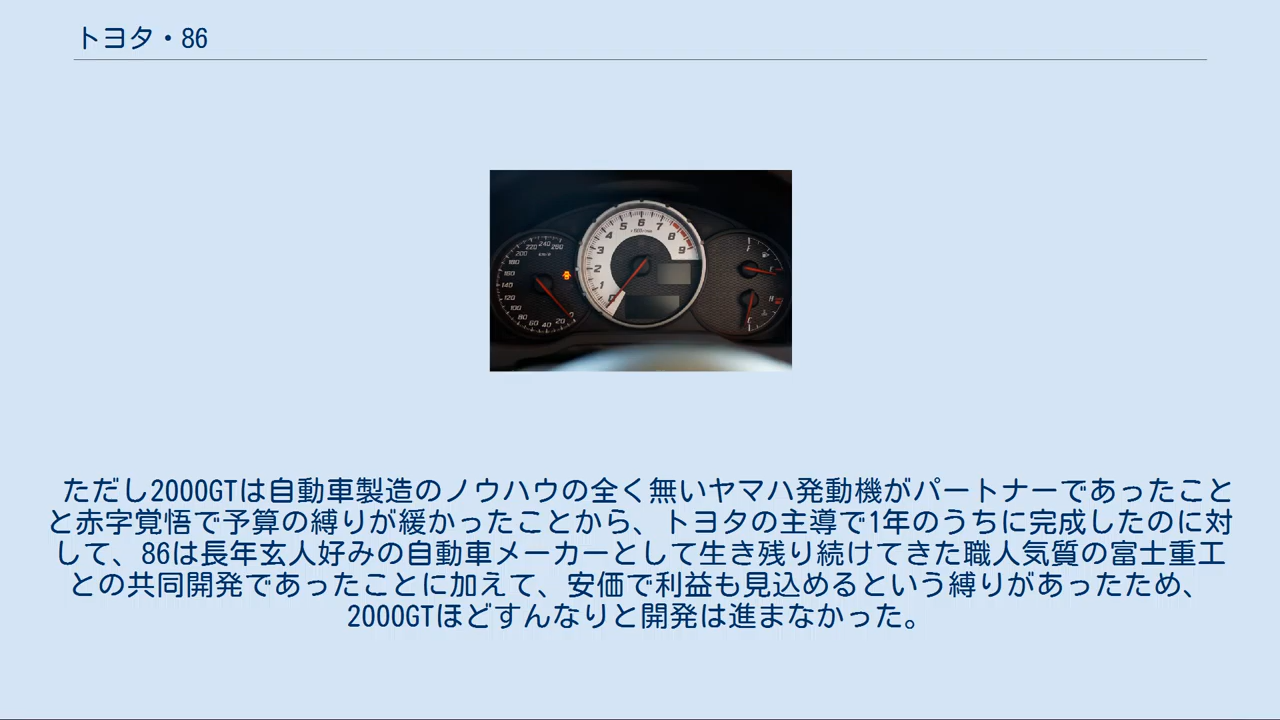 トヨタ・86
ただし2000GTは自動車製造のノウハウの全く無いヤマハ発動機がパートナーであったこと
と赤字覚悟で予算の縛りが緩かったことから、トヨタの主導で1年のうちに完成したのに対
して、86は長年玄人好みの自動車メーカーとして生き残り続けてきた職人気質の富士重工
との共同開発であったことに加えて、安価で利益も見込めるという縛りがあったため、
2000GTほどすんなりと開発は進まなかった。